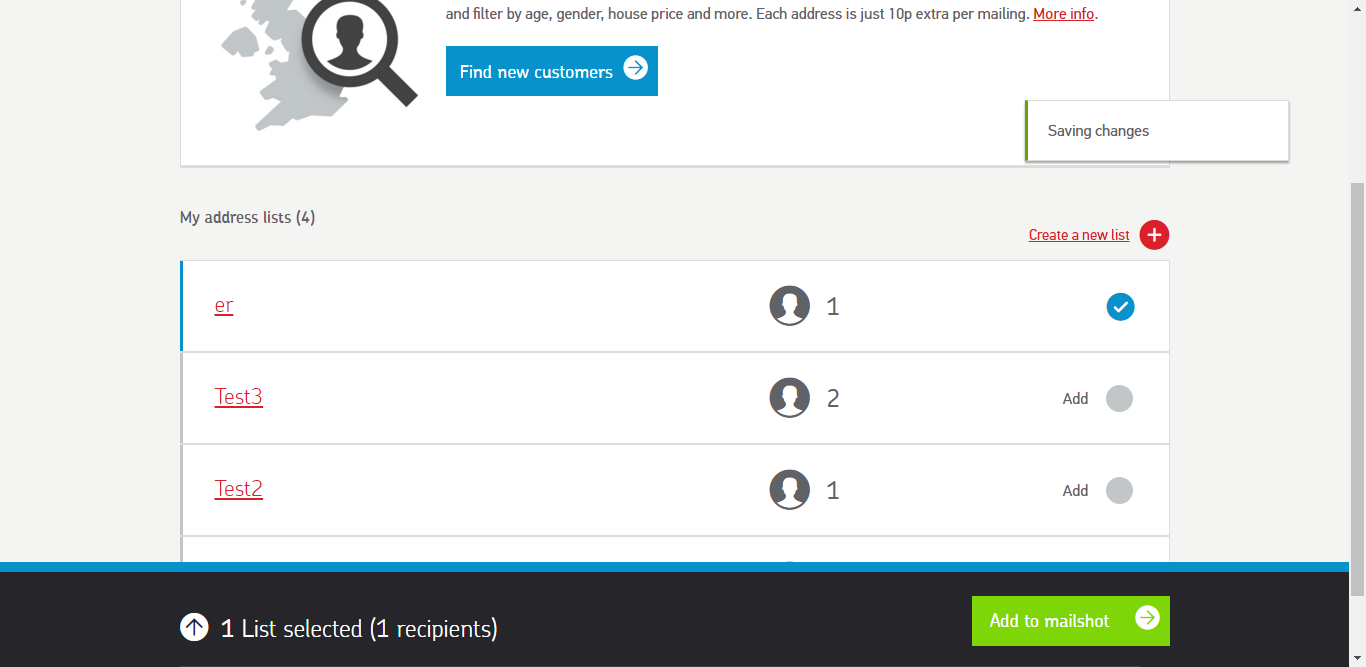 and filter by age, gender, house price and more. Each address is just 10p extra per mailing. More info.
Find new customers
Saving changes
My address lists (4)
Create a new list
er
1
Test3
2
Add
Test2
1
Add
1 List selected (1 recipients)
Add to mailshot